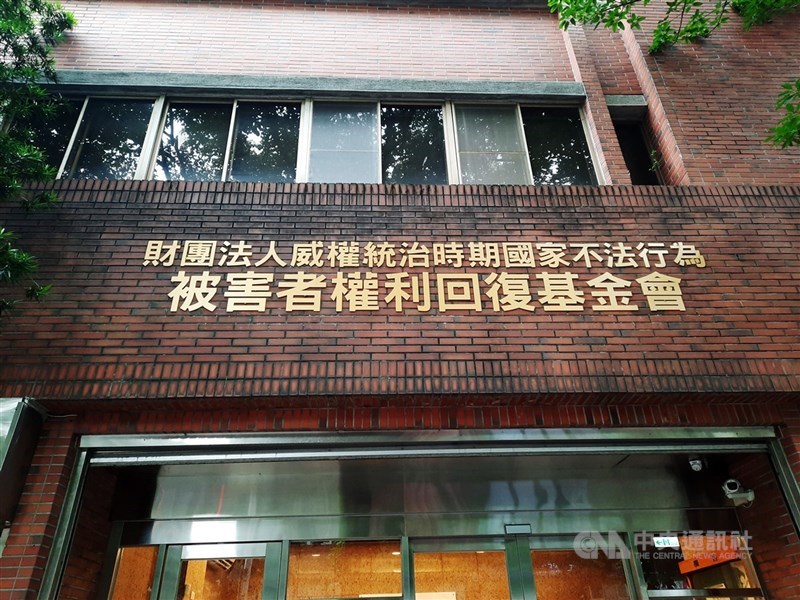 財團法人威權統治時期國家不法行為
被害者權利回復基金會
CNA 中央通訊社
THE CENTRAL NEWS AGENCY